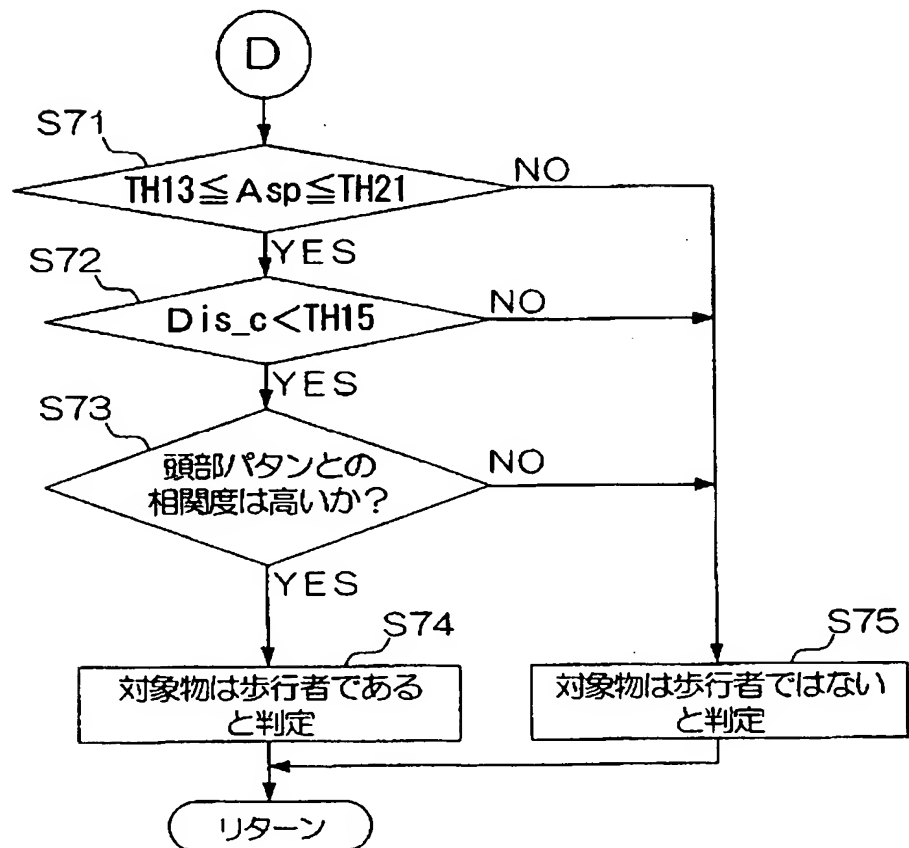 D
S71
TH13≦Asp≦TH21
NO
YES
S72
Dis_c<TH15
NO
YES
S73
頭部パタンとの
相関度は高いか？
NO
YES
S74
対象物は歩行者である
と判定
S75
対象物は歩行者ではない
と判定
リターン